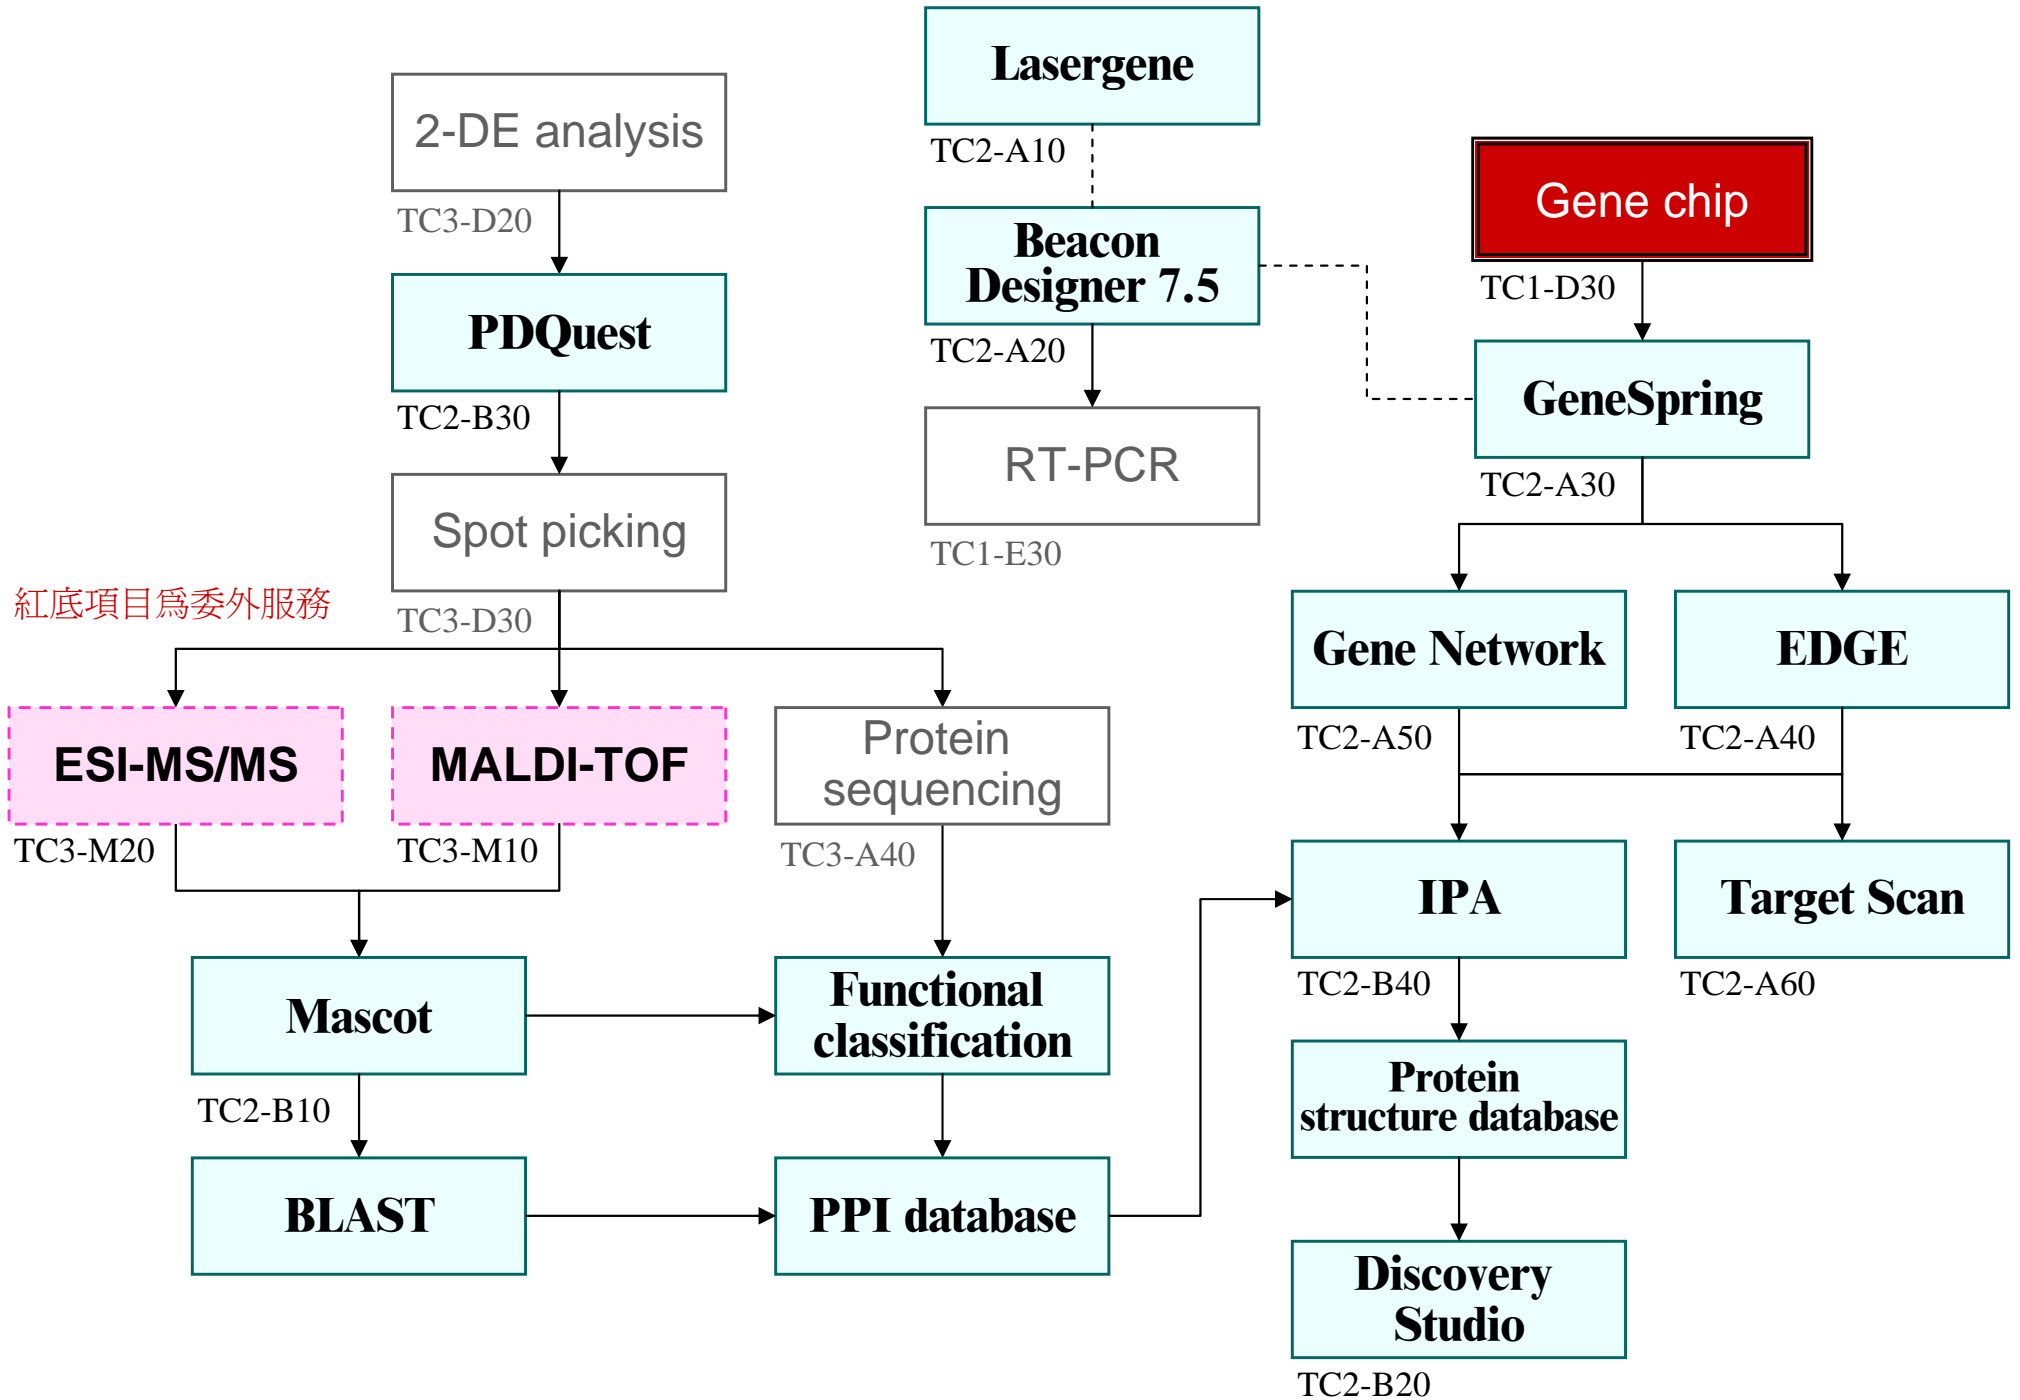 Lasergene
TC2-A10
2-DE analysis
TC3-D20
Gene chip
TC1-D30
Beacon
Designer 7.5
TC2-A20
PDQuest
TC2-B30
GeneSpring
TC2-A30
RT-PCR
TC1-E30
Spot picking
TC3-D30
紅底項目為委外服務
Gene Network
TC2-A50
EDGE
TC2-A40
ESI-MS/MS
TC3-M20
MALDI-TOF
TC3-M10
Protein
sequencing
TC3-A40
IPA
TC2-B40
Target Scan
TC2-A60
Mascot
TC2-B10
Functional
classification
Protein
structure database
BLAST
PPI database
Discovery
Studio
TC2-B20